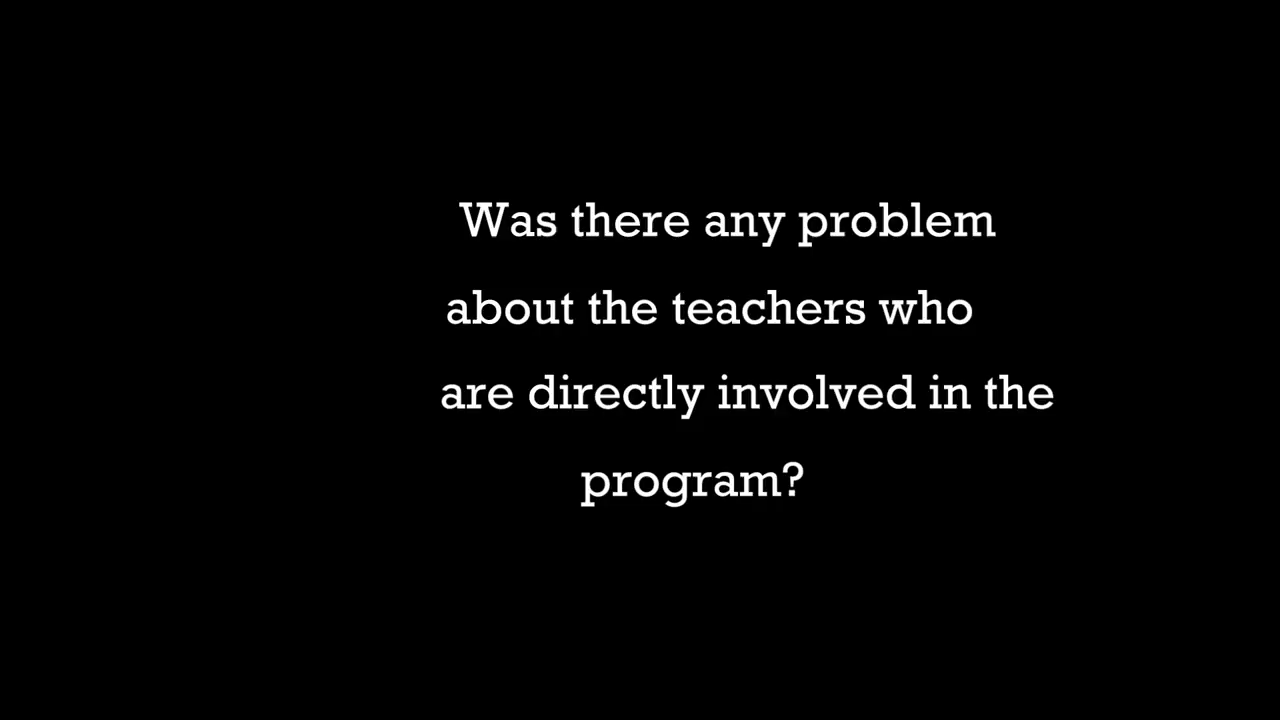 Was there any problem
about the teachers who
are directly involved in the
program?